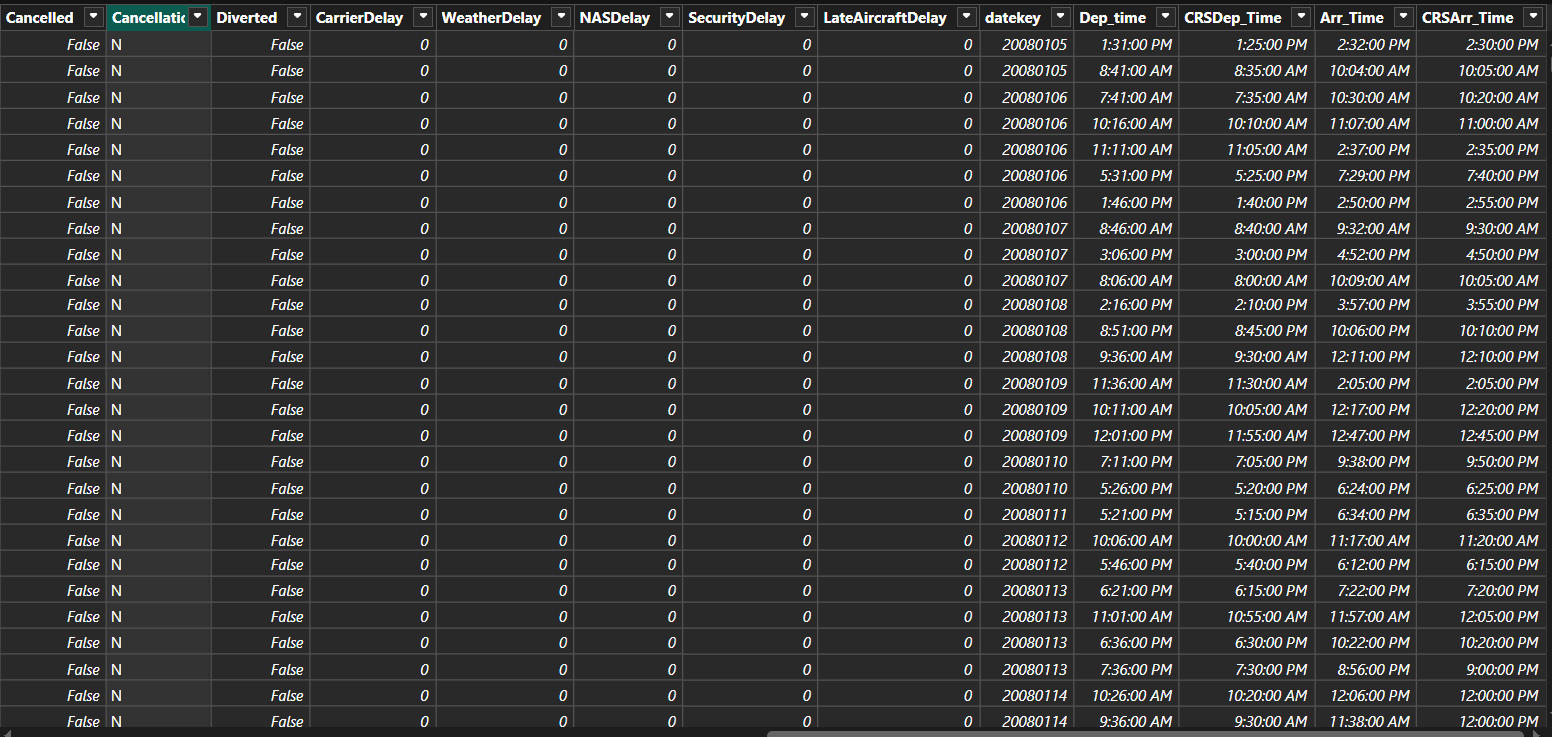 Cancelled Cancellatic Diverted CarrierDelay WeatherDelay NASDelay SecurityDelay LateAircraftDelay datekey Dep_time CRSDep_Time Arr_Time CRSArr_Time
False N False 0 0 0 0 0 20080105 1:31:00 PM 1:25:00 PM 2:32:00 PM 2:30:00 PM
False N False 0 0 0 0 0 20080105 8:41:00 AM 8:35:00 AM 10:04:00 AM 10:05:00 AM
False N False 0 0 0 0 0 20080106 7:41:00 AM 7:35:00 AM 10:30:00 AM 10:20:00 AM
False N False 0 0 0 0 0 20080106 10:16:00 AM 10:10:00 AM 11:07:00 AM 11:00:00 AM
False N False 0 0 0 0 0 20080106 11:11:00 AM 11:05:00 AM 2:37:00 PM 2:35:00 PM
False N False 0 0 0 0 0 20080106 5:31:00 PM 5:25:00 PM 7:29:00 PM 7:40:00 PM
False N False 0 0 0 0 0 20080106 1:46:00 PM 1:40:00 PM 2:50:00 PM 2:55:00 PM
False N False 0 0 0 0 0 20080107 8:46:00 AM 8:40:00 AM 9:32:00 AM 9:30:00 AM
False N False 0 0 0 0 0 20080107 3:06:00 PM 3:00:00 PM 4:52:00 PM 4:50:00 PM
False N False 0 0 0 0 0 20080107 8:06:00 AM 8:00:00 AM 10:09:00 AM 10:05:00 AM
False N False 0 0 0 0 0 20080108 2:16:00 PM 2:10:00 PM 3:57:00 PM 3:55:00 PM
False N False 0 0 0 0 0 20080108 8:51:00 PM 8:45:00 PM 10:06:00 PM 10:10:00 PM
False N False 0 0 0 0 0 20080108 9:36:00 AM 9:30:00 AM 12:11:00 PM 12:10:00 PM
False N False 0 0 0 0 0 20080109 11:36:00 AM 11:30:00 AM 2:05:00 PM 2:05:00 PM
False N False 0 0 0 0 0 20080109 10:11:00 AM 10:05:00 AM 12:17:00 PM 12:20:00 PM
False N False 0 0 0 0 0 20080109 12:01:00 PM 11:55:00 AM 12:47:00 PM 12:45:00 PM
False N False 0 0 0 0 0 20080110 7:11:00 PM 7:05:00 PM 9:38:00 PM 9:50:00 PM
False N False 0 0 0 0 0 20080110 5:26:00 PM 5:20:00 PM 6:24:00 PM 6:25:00 PM
False N False 0 0 0 0 0 20080111 5:21:00 PM 5:15:00 PM 6:34:00 PM 6:35:00 PM
False N False 0 0 0 0 0 20080112 10:06:00 AM 10:00:00 AM 11:17:00 AM 11:20:00 AM
False N False 0 0 0 0 0 20080112 5:46:00 PM 5:40:00 PM 6:12:00 PM 6:15:00 PM
False N False 0 0 0 0 0 20080113 6:21:00 PM 6:15:00 PM 7:22:00 PM 7:20:00 PM
False N False 0 0 0 0 0 20080113 11:01:00 AM 10:55:00 AM 11:57:00 AM 12:05:00 PM
False N False 0 0 0 0 0 20080113 6:36:00 PM 6:30:00 PM 10:22:00 PM 10:20:00 PM
False N False 0 0 0 0 0 20080113 7:36:00 PM 7:30:00 PM 8:56:00 PM 9:00:00 PM
False N False 0 0 0 0 0 20080114 10:26:00 AM 10:20:00 AM 12:06:00 PM 12:00:00 PM
False N False 0 0 0 0 0 20080114 9:36:00 AM 9:30:00 AM 11:38:00 AM 12:00:00 PM